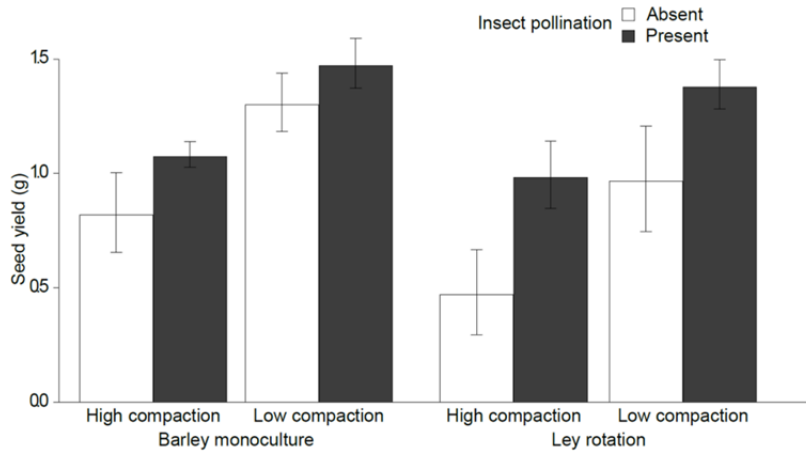 Insect pollination
Absent
Present
Seed yield (g)
1.5
1.0
0.5
0.0
High compaction Low compaction High compaction Low compaction
Barley monoculture Ley rotation